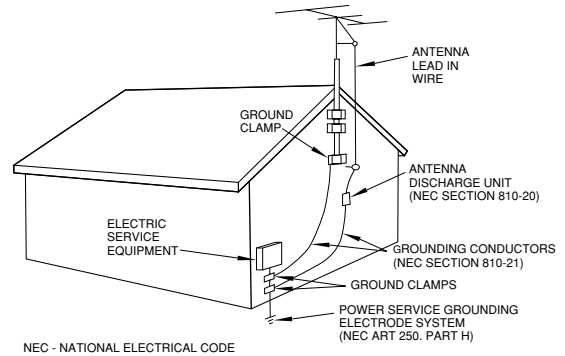 ANTENNA
LEAD IN
WIRE
GROUND
CLAMP
ANTENNA
DISCHARGE UNIT
(NEC SECTION 810-20)
ELECTRIC
SERVICE
EQUIPMENT
GROUNDING CONDUCTORS
(NEC SECTION 810-21)
GROUND CLAMPS
POWER SERVICE GROUNDING
ELECTRODE SYSTEM
(NEC ART 250. PART H)
NEC - NATIONAL ELECTRICAL CODE